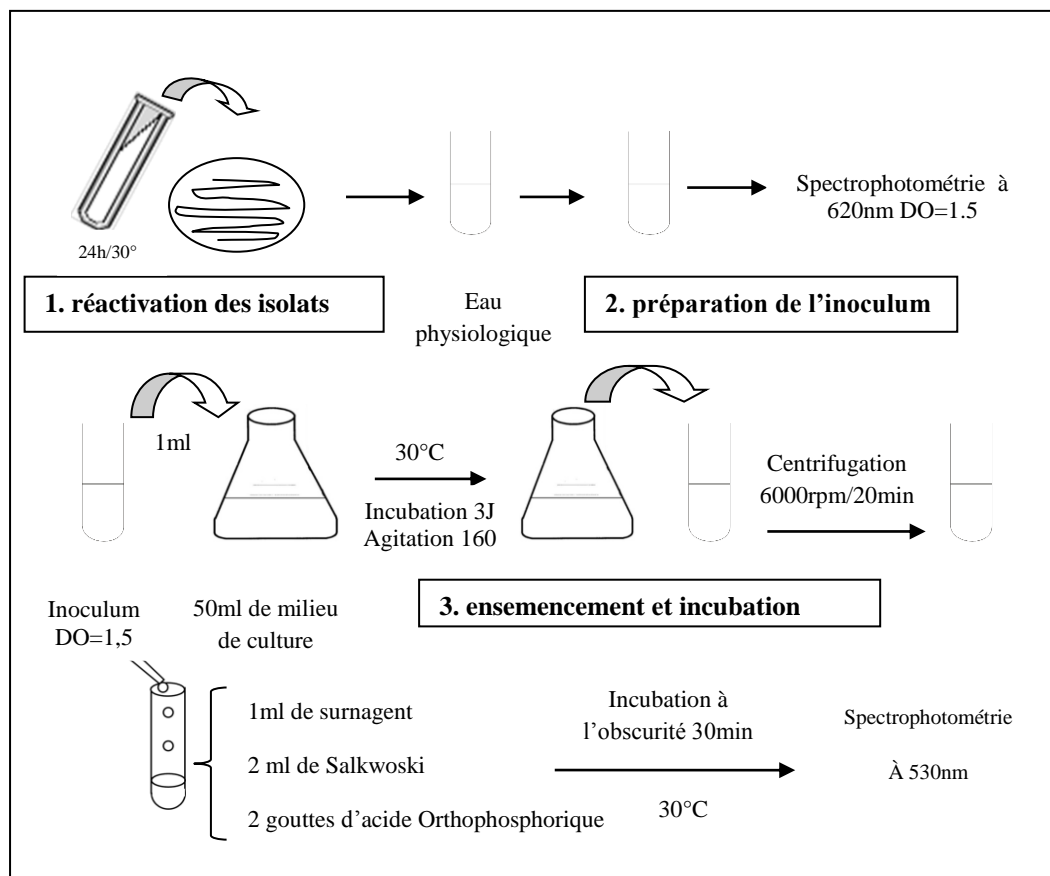 Spectrophotométrie à
620nm DO=1.5
24h/30°
1. réactivation des isolats
Eau
physiologique
2. préparation de l’inoculum
1ml
30°C
Incubation 3J
Agitation 160
Centrifugation
6000rpm/20min
Inoculum
DO=1,5
50ml de milieu
de culture
3. ensemencement et incubation
1ml de surnagent
2 ml de Salkwoski
2 gouttes d’acide Orthophosphorique
Incubation à
l’obscurité 30min
30°C
Spectrophotométrie
À 530nm